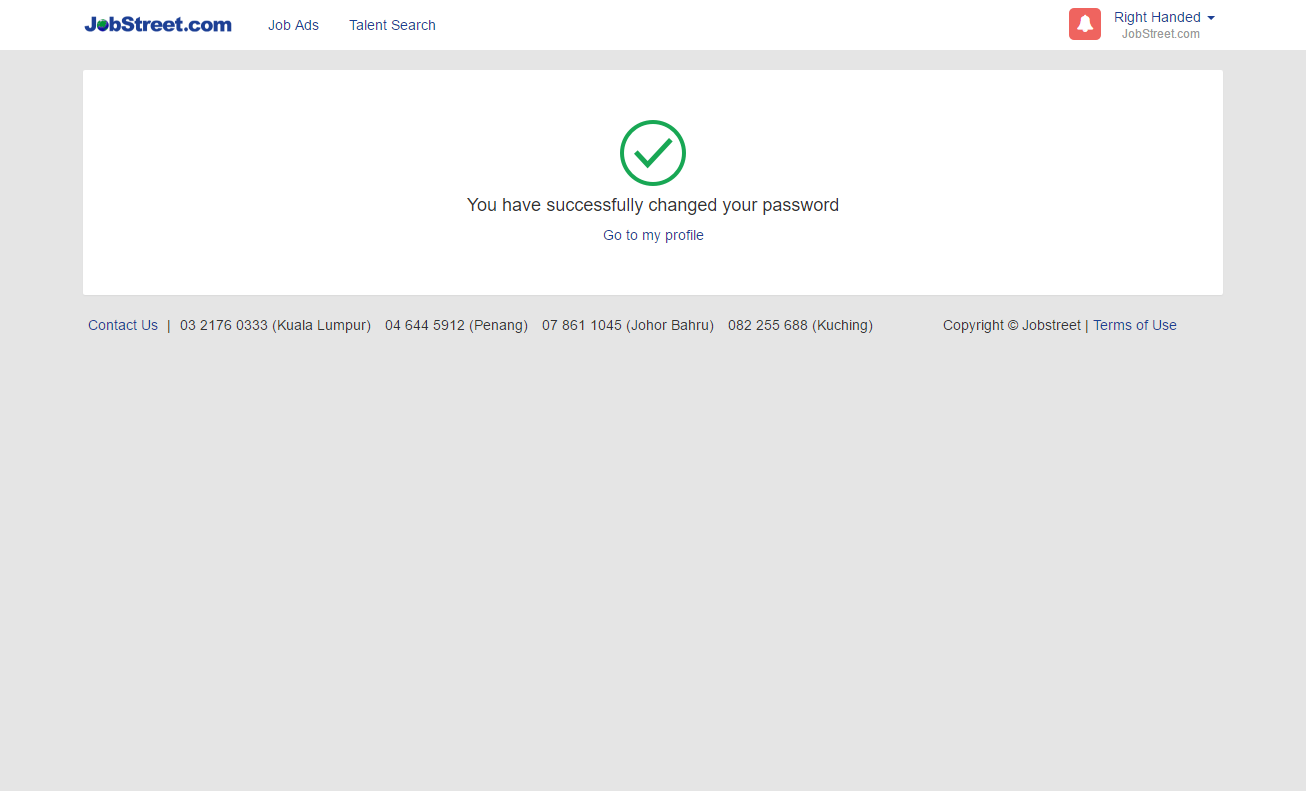 JobStreet.com Job Ads Talent Search Right Handed
JobStreet.com
You have successfully changed your password
Go to my profile
Contact Us | 03 2176 0333 (Kuala Lumpur) 04 644 5912 (Penang) 07 861 1045 (Johor Bahru) 082 255 688 (Kuching) Copyright © Jobstreet | Terms of Use